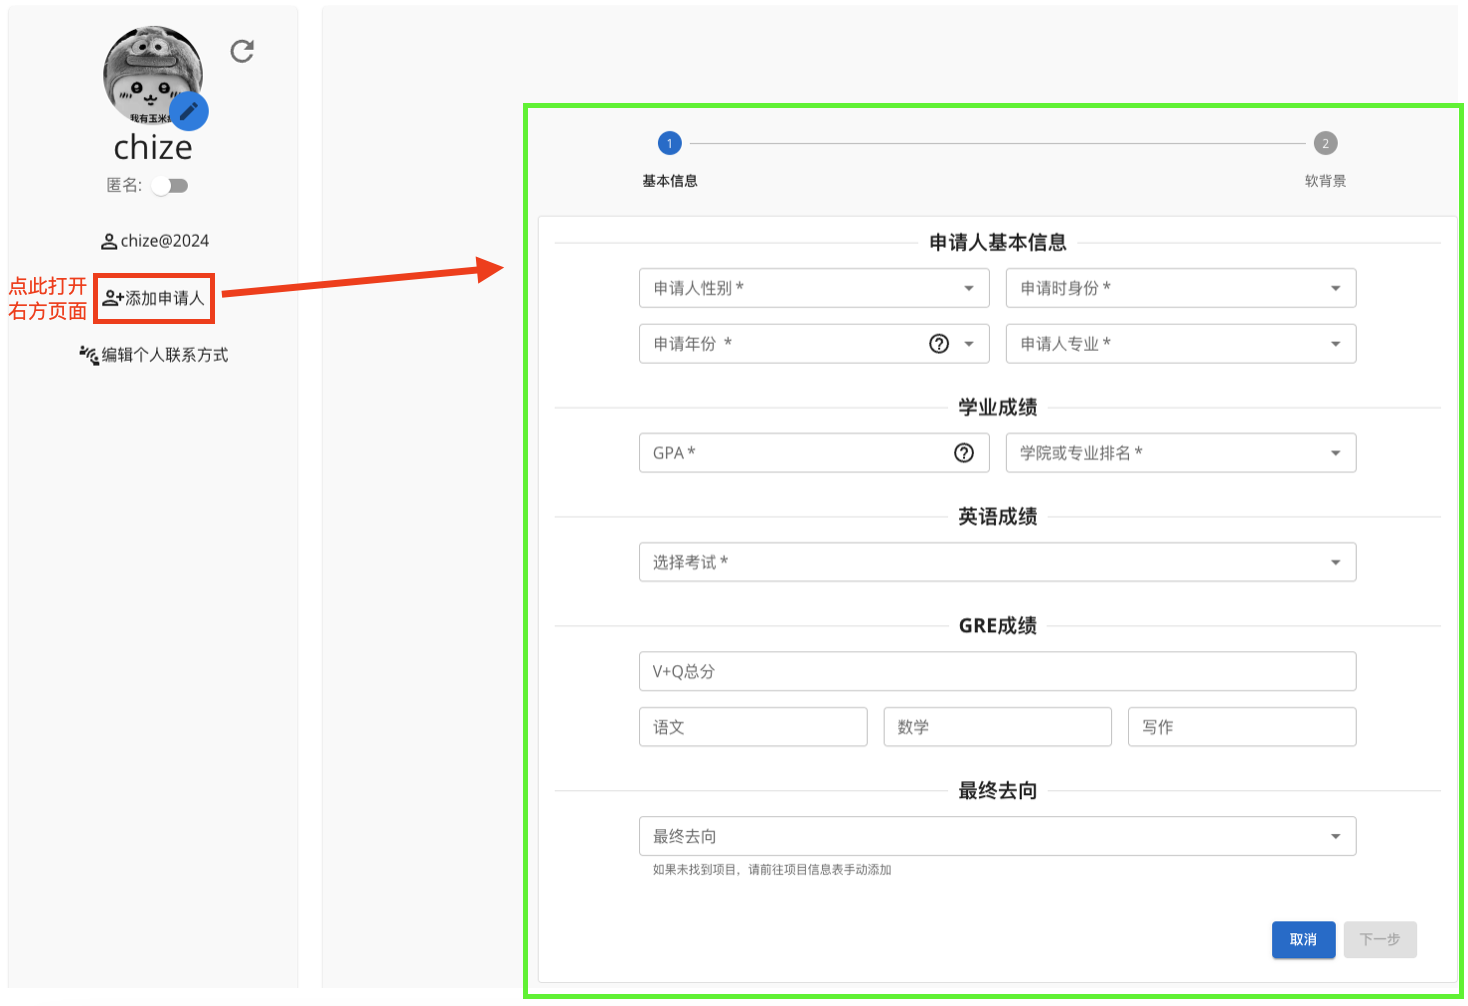 我有玉米
chize
匿名:
chize@2024
点此打开
右方页面
添加申请人
编辑个人联系方式
1
2
基本信息
软背景
申请人基本信息
申请人性别 *
申请时身份 *
申请年份 *
申请人专业 *
学业成绩
GPA *
学院或专业排名 *
英语成绩
选择考试 *
GRE成绩
V+Q总分
语文
数学
写作
最终去向
最终去向
如果未找到项目，请前往项目信息表手动添加
取消
下一步